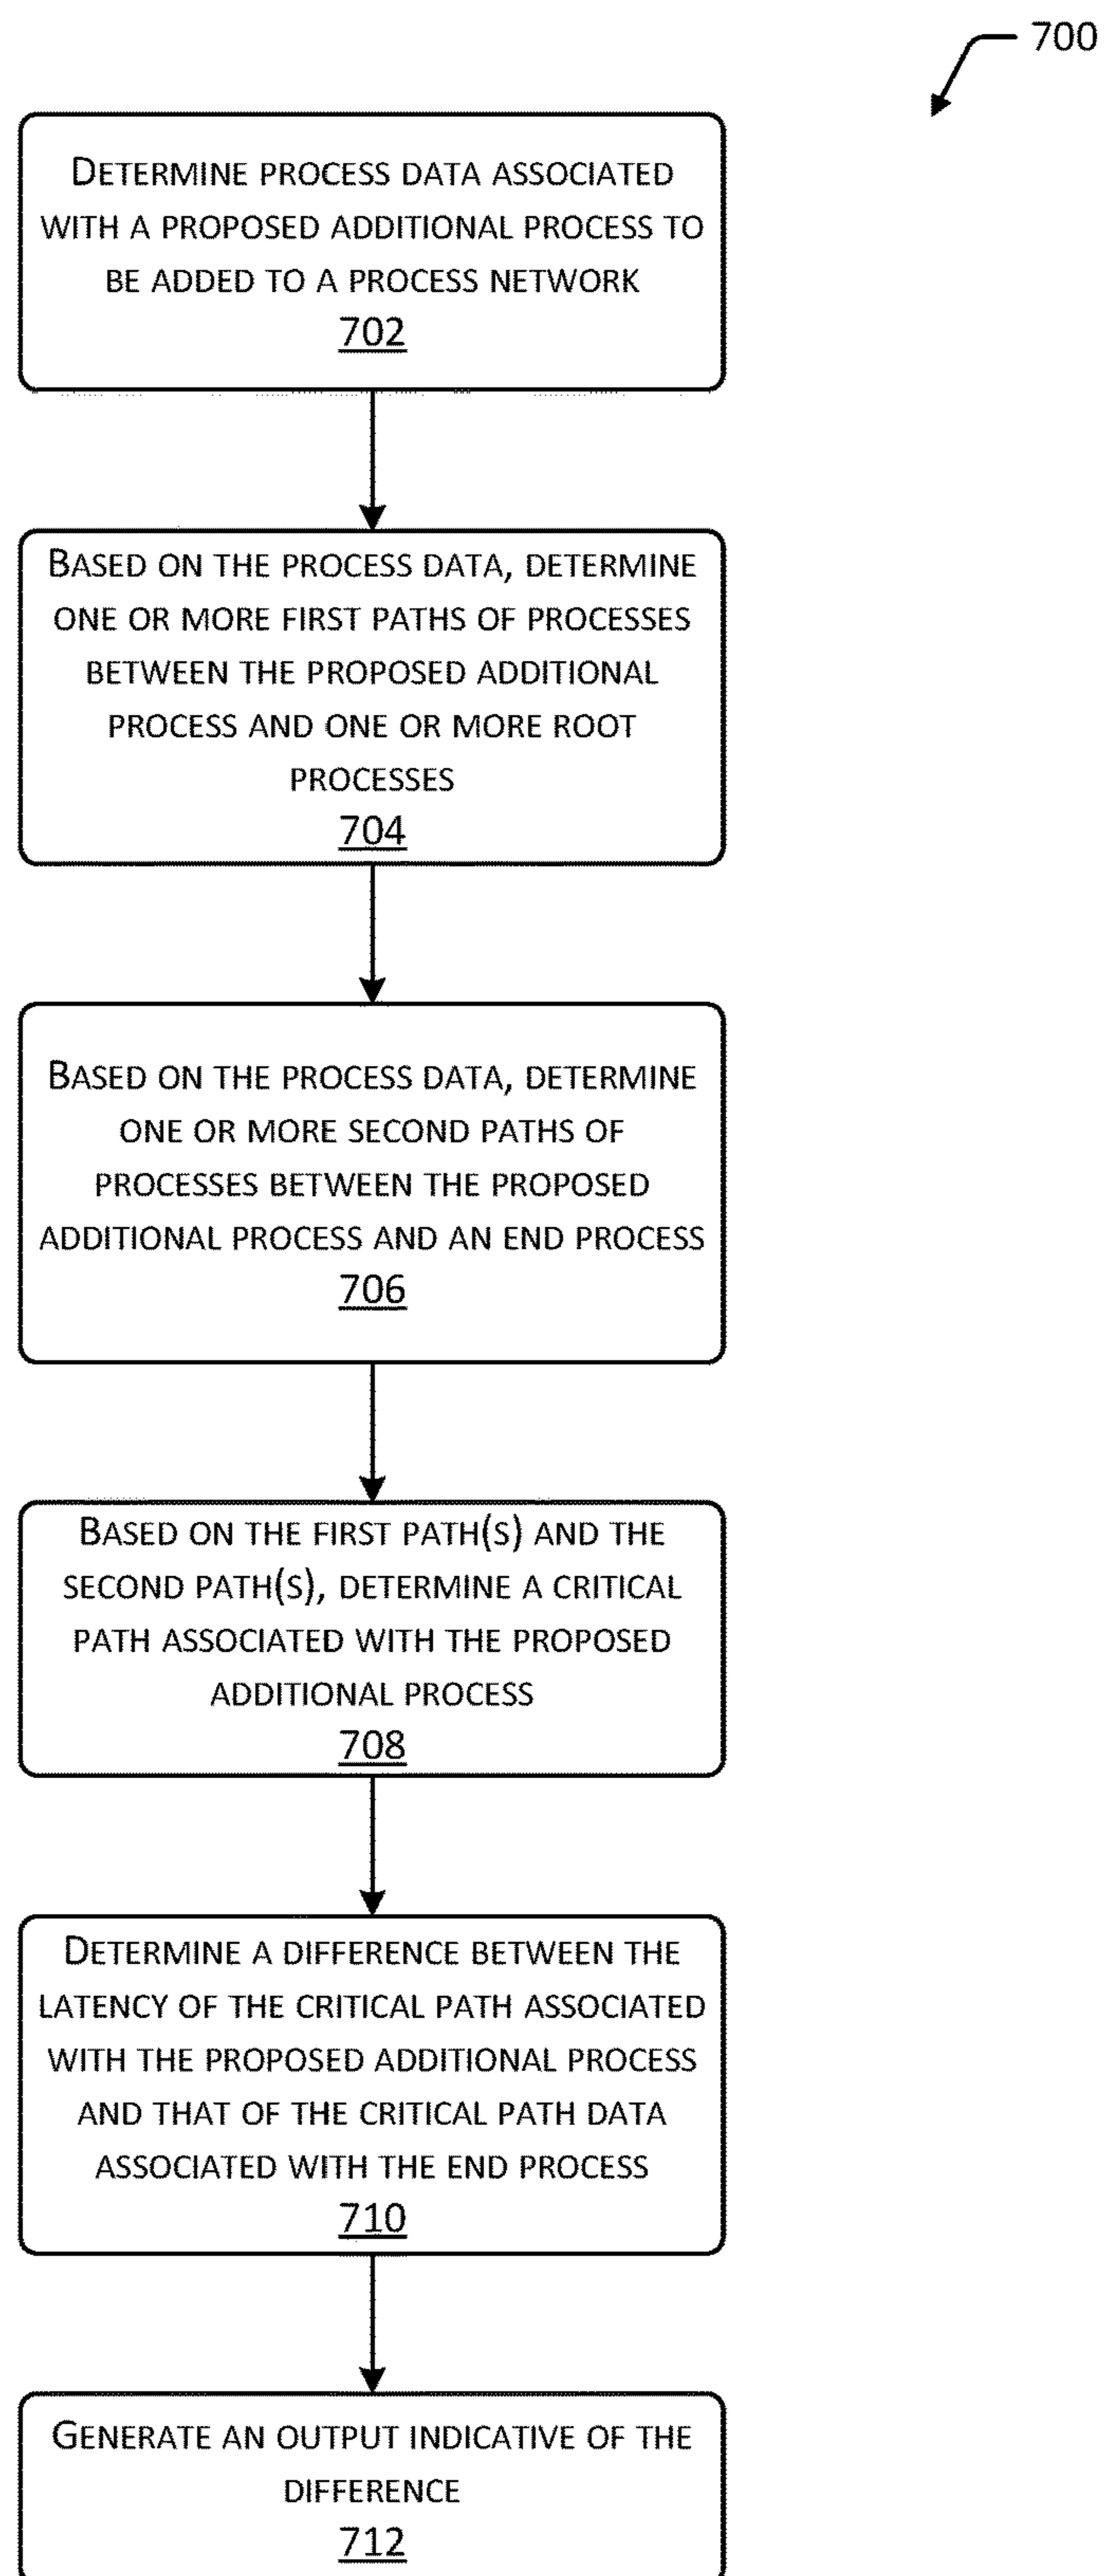 700
DETERMINE PROCESS DATA ASSOCIATED
WITH A PROPOSED ADDITIONAL PROCESS TO
BE ADDED TO A PROCESS NETWORK
702
BASED ON THE PROCESS DATA, DETERMINE
ONE OR MORE FIRST PATHS OF PROCESSES
BETWEEN THE PROPOSED ADDITIONAL
PROCESS AND ONE OR MORE ROOT
PROCESSES
704
BASED ON THE PROCESS DATA, DETERMINE
ONE OR MORE SECOND PATHS OF
PROCESSES BETWEEN THE PROPOSED
ADDITIONAL PROCESS AND AN END PROCESS
706
BASED ON THE FIRST PATH(S) AND THE
SECOND PATH(S), DETERMINE A CRITICAL
PATH ASSOCIATED WITH THE PROPOSED
ADDITIONAL PROCESS
708
DETERMINE A DIFFERENCE BETWEEN THE
LATENCY OF THE CRITICAL PATH ASSOCIATED
WITH THE PROPOSED ADDITIONAL PROCESS
AND THAT OF THE CRITICAL PATH DATA
ASSOCIATED WITH THE END PROCESS
710
GENERATE AN OUTPUT INDICATIVE OF THE
DIFFERENCE
712